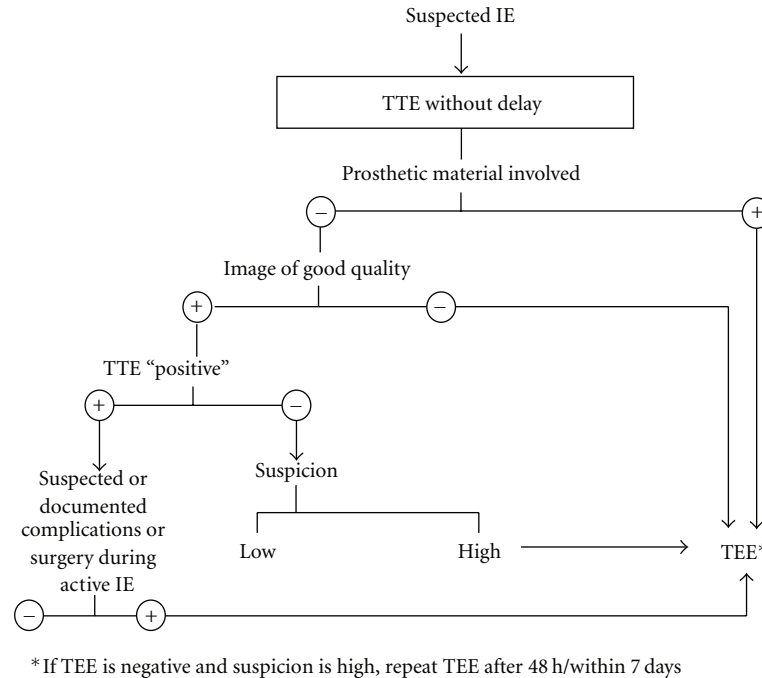 Suspected IE
TTE without delay
Prosthetic material involved
− +
Image of good quality
+ −
TTE “positive”
+ −
Suspected or
documented
complications or
surgery during
active IE
Suspicion
Low High TEE*
− +
*If TEE is negative and suspicion is high, repeat TEE after 48 h/within 7 days